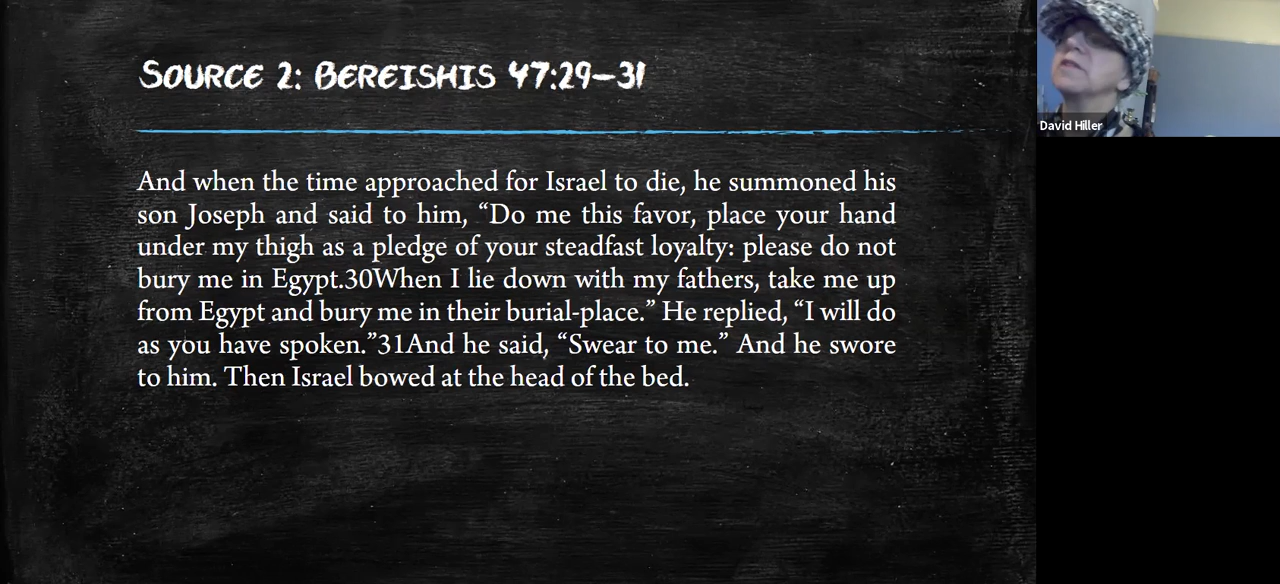 SOURCE 2: BEREISHIS 47:29–31
And when the time approached for Israel to die, he summoned his
son Joseph and said to him, “Do me this favor, place your hand
under my thigh as a pledge of your steadfast loyalty: please do not
bury me in Egypt.30When I lie down with my fathers, take me up
from Egypt and bury me in their burial-place.” He replied, “I will do
as you have spoken.”31And he said, “Swear to me.” And he swore
to him. Then Israel bowed at the head of the bed.
David Hiller